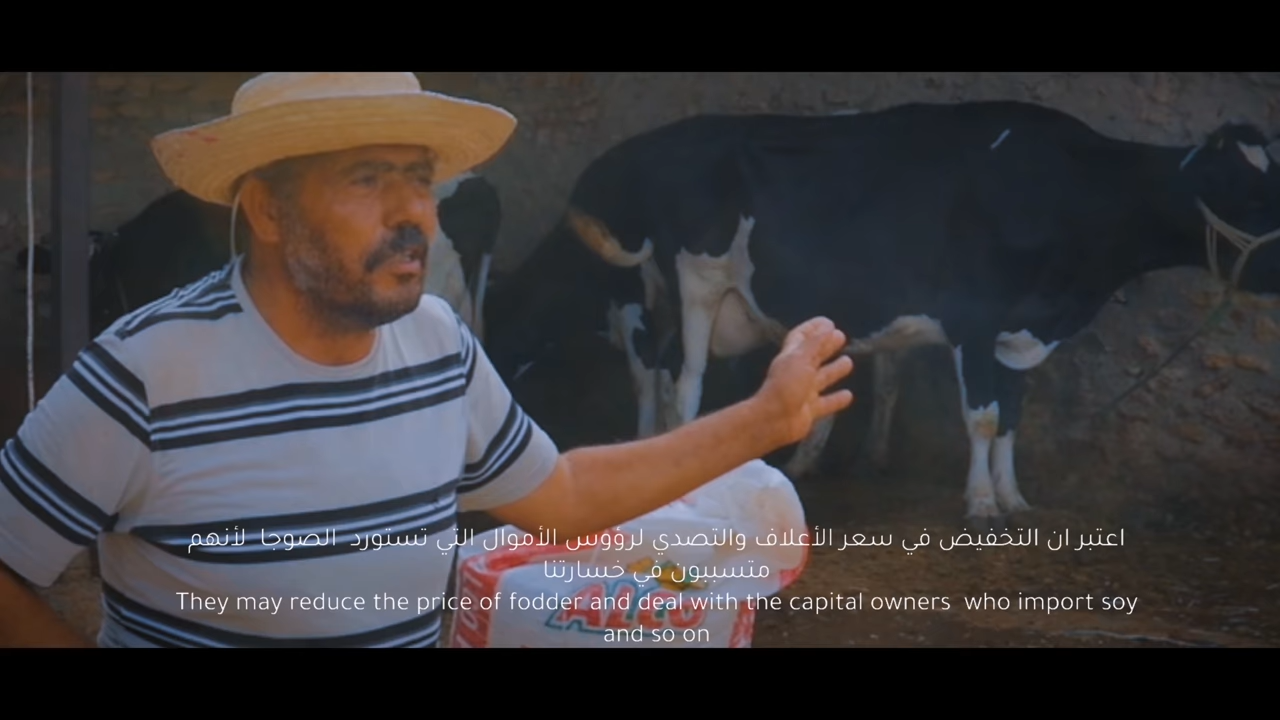 اعتبر ان التخفيض في سعر الأعلاف والتصدي لرؤوس الأموال التي تستورد الصوجا لأنهم
متسببون في خسارتنا
They may reduce the price of fodder and deal with the capital owners who import soy
and so on